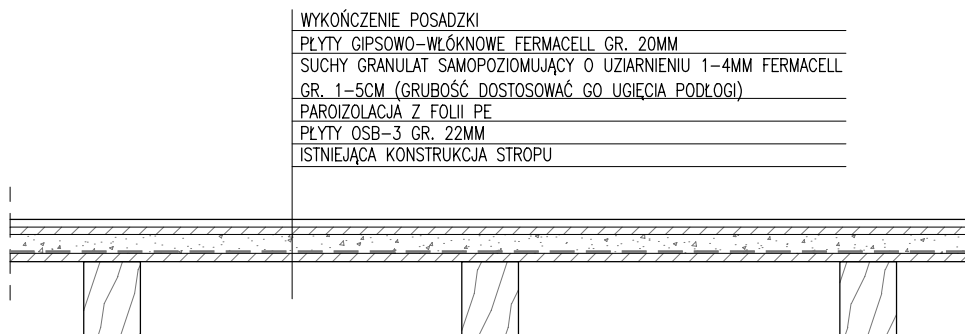 WYKOŃCZENIE POSADZKI
PŁYTY GIPSOWO-WŁÓKNOWE FERMACELL GR. 20MM
SUCHY GRANULAT SAMOPOZIOMUJĄCY O UZIARNIENIU 1-4MM FERMACELL
GR. 1-5CM (GRUBOŚĆ DOSTOSOWAĆ GO UGIĘCIA PODŁOGI)
PAROIZOLACJA Z FOLII PE
PŁYTY OSB-3 GR. 22MM
ISTNIEJĄCA KONSTRUKCJA STROPU